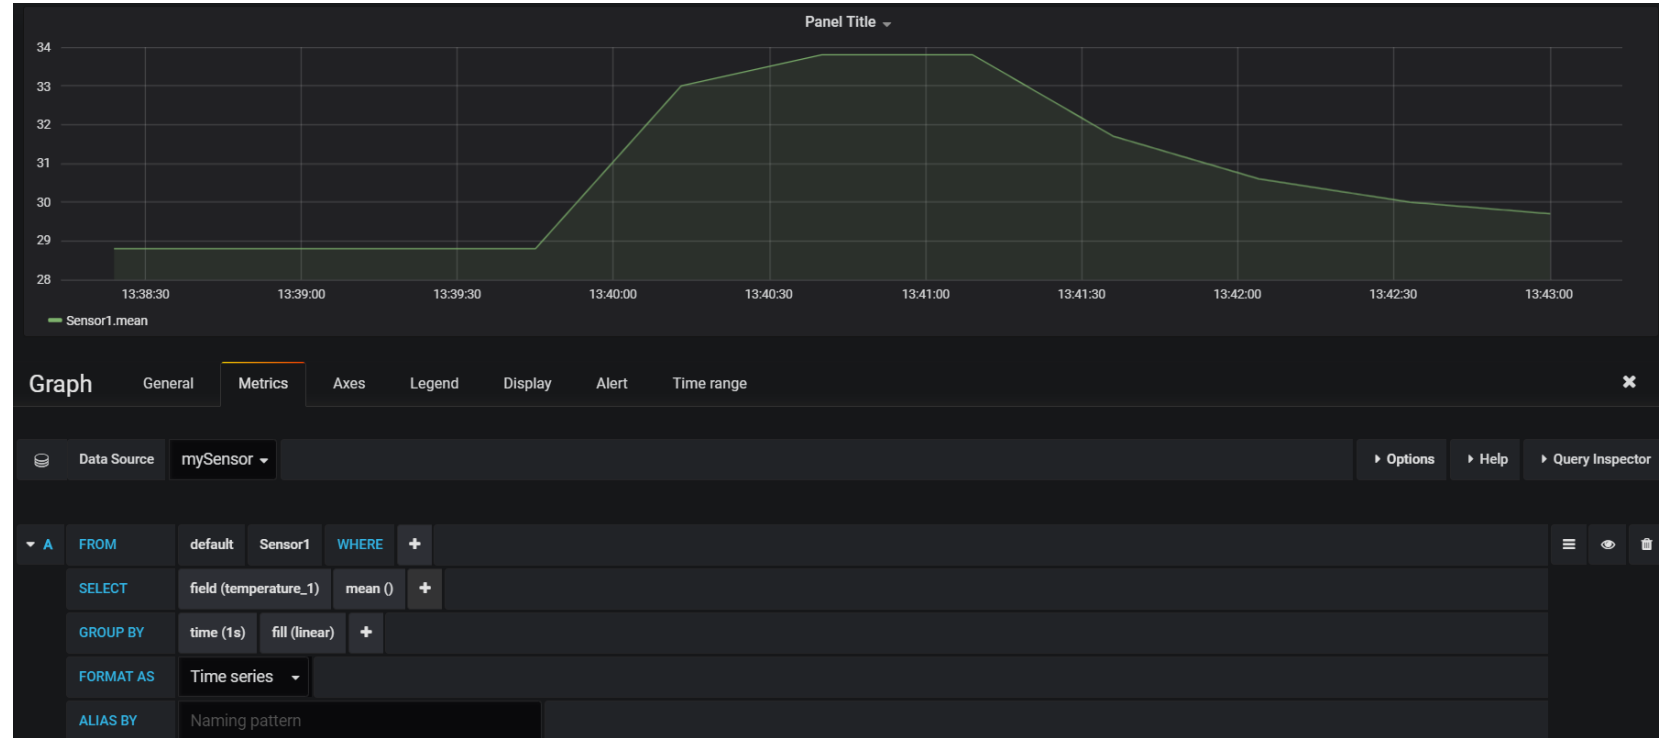 Panel Title
34
33
32
31
30
29
28
13:38:30 13:39:00 13:39:30 13:40:00 13:40:30 13:41:00 13:41:30 13:42:00 13:42:30 13:43:00
Sensor1.mean
Graph General Metrics Axes Legend Display Alert Time range
Data Source mySensor Options Help Query Inspector
A FROM default Sensor1 WHERE +
SELECT field (temperature_1) mean () +
GROUP BY time (1s) fill (linear) +
FORMAT AS Time series
ALIAS BY Naming pattern